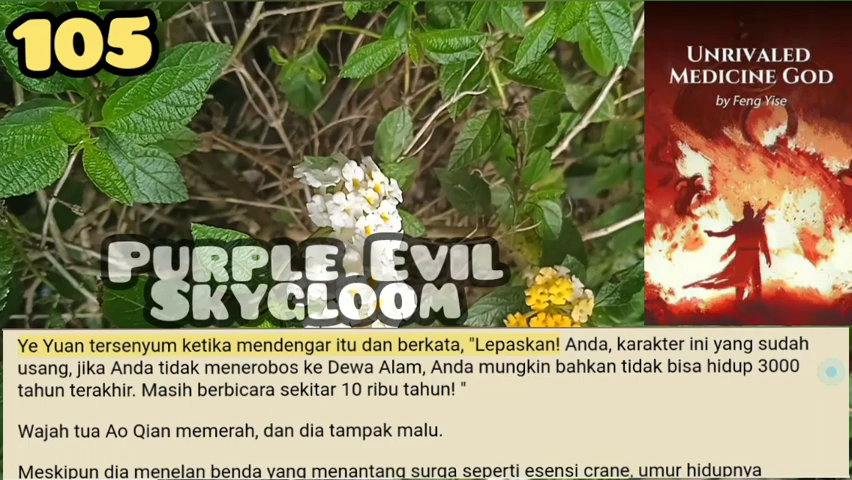 105
UNRIVALED
MEDICINE GOD
by Feng Yise
PURPLE EVIL
SKYGLOOM
Ye Yuan tersenyum ketika mendengar itu dan berkata, "Lepaskan! Anda, karakter ini yang sudah
usang, jika Anda tidak menerobos ke Dewa Alam, Anda mungkin bahkan tidak bisa hidup 3000
tahun terakhir. Masih berbicara sekitar 10 ribu tahun! "
Wajah tua Ao Qian memerah, dan dia tampak malu.
Meskipun dia menelan benda yang menantang surga seperti esensi crane, umur hidupnya